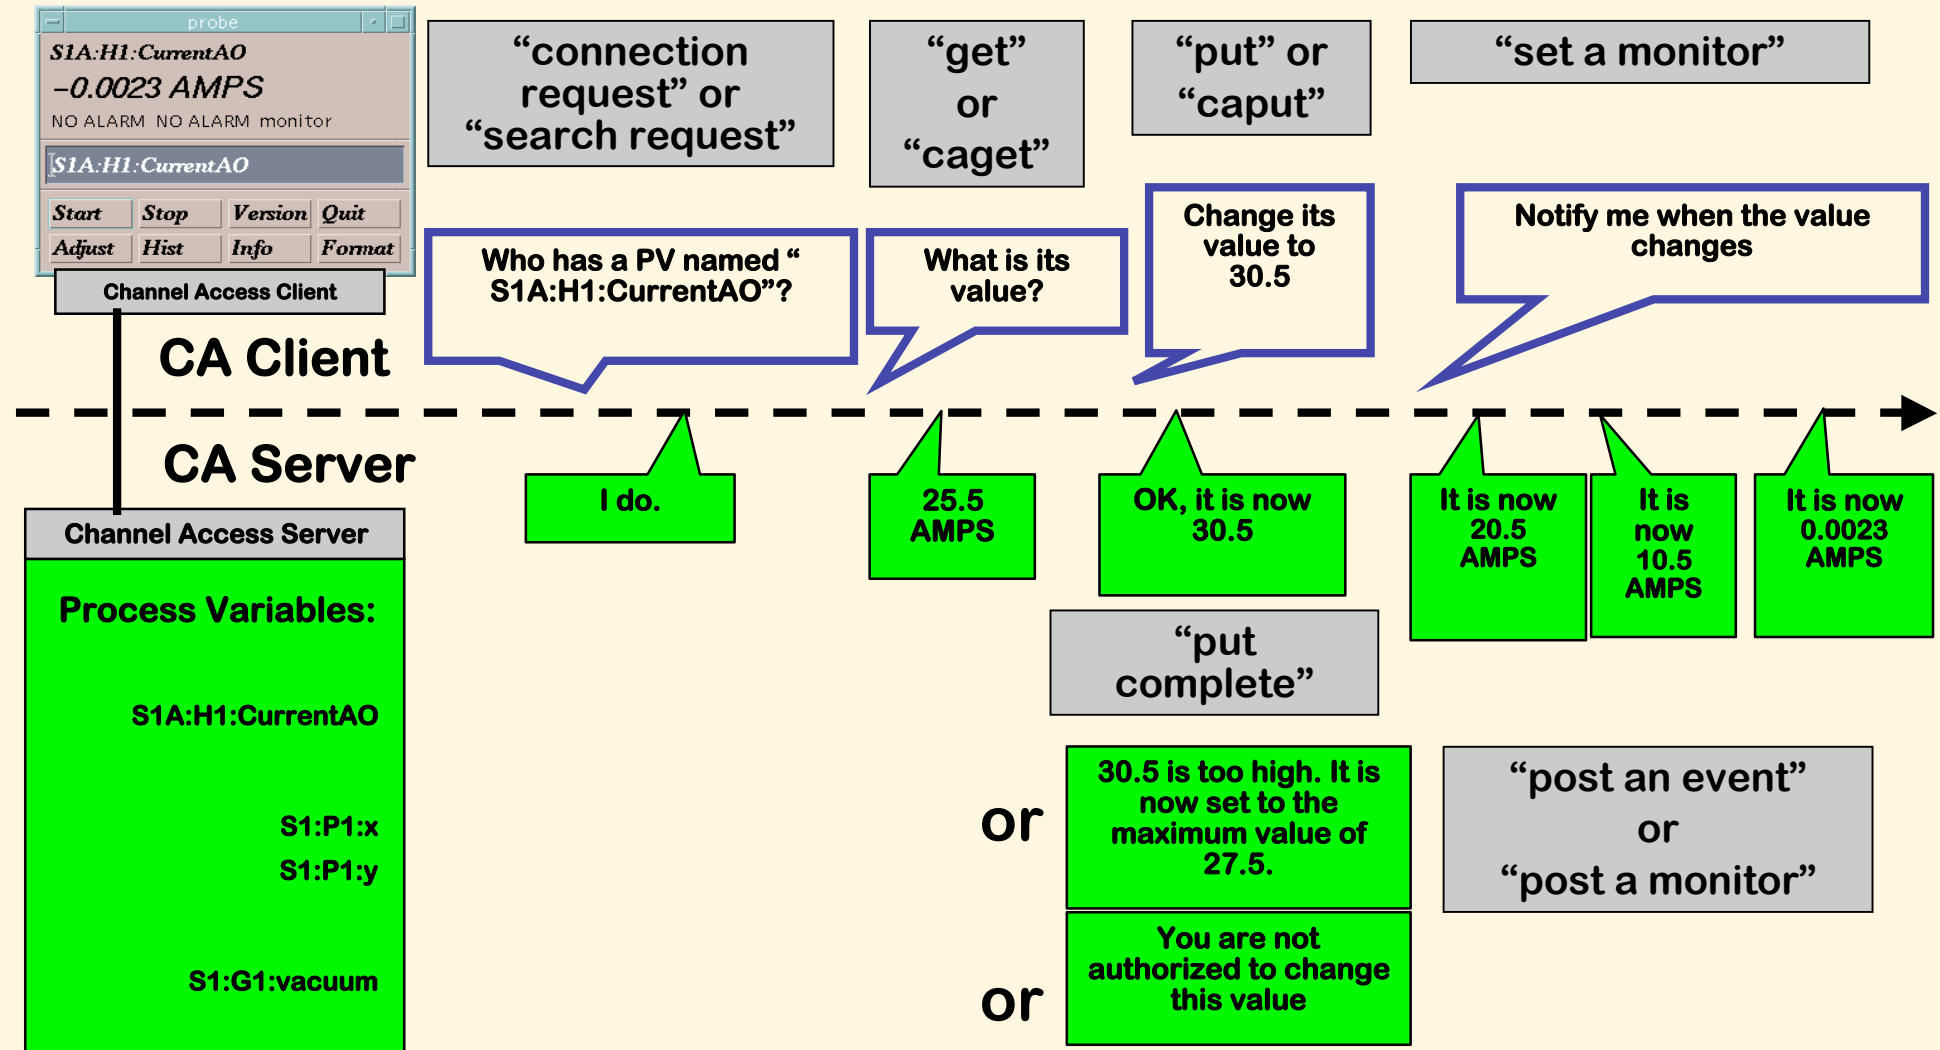 probe
S1A:H1:CurrentAO
−0.0023 AMPS
NO ALARM NO ALARM monitor
S1A:H1:CurrentAO
Start Stop Version Quit
Adjust Hist Info Format
Channel Access Client
“connection
request” or
“search request”
“get”
or
“caget”
“put” or
“caput”
“set a monitor”
Who has a PV named “
S1A:H1:CurrentAO”?
What is its
value?
Change its
value to
30.5
Notify me when the value
changes
CA Client
CA Server
I do.
25.5
AMPS
OK, it is now
30.5
It is now
20.5
AMPS
It is
now
10.5
AMPS
It is now
0.0023
AMPS
Channel Access Server
Process Variables:
S1A:H1:CurrentAO
S1:P1:x
S1:P1:y
S1:G1:vacuum
“put
complete”
or
30.5 is too high. It is
now set to the
maximum value of
27.5.
or
You are not
authorized to change
this value
“post an event”
or
“post a monitor”